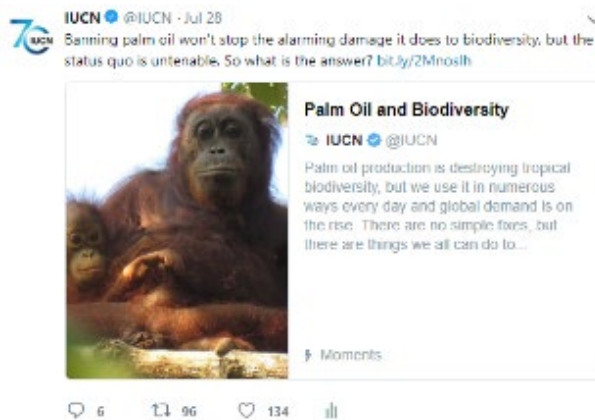 70 IUCN
IUCN @IUCN · Jul 28
Banning palm oil won't stop the alarming damage it does to biodiversity, but the
status quo is untenable. So what is the answer? bit.ly/2Mnoslh
Palm Oil and Biodiversity
IUCN @IUCN
Palm oil production is destroying tropical
biodiversity, but we use it in numerous
ways every day and global demand is on
the rise. There are no simple fixes, but
there are things we all can do to...
Moments
6 96 134